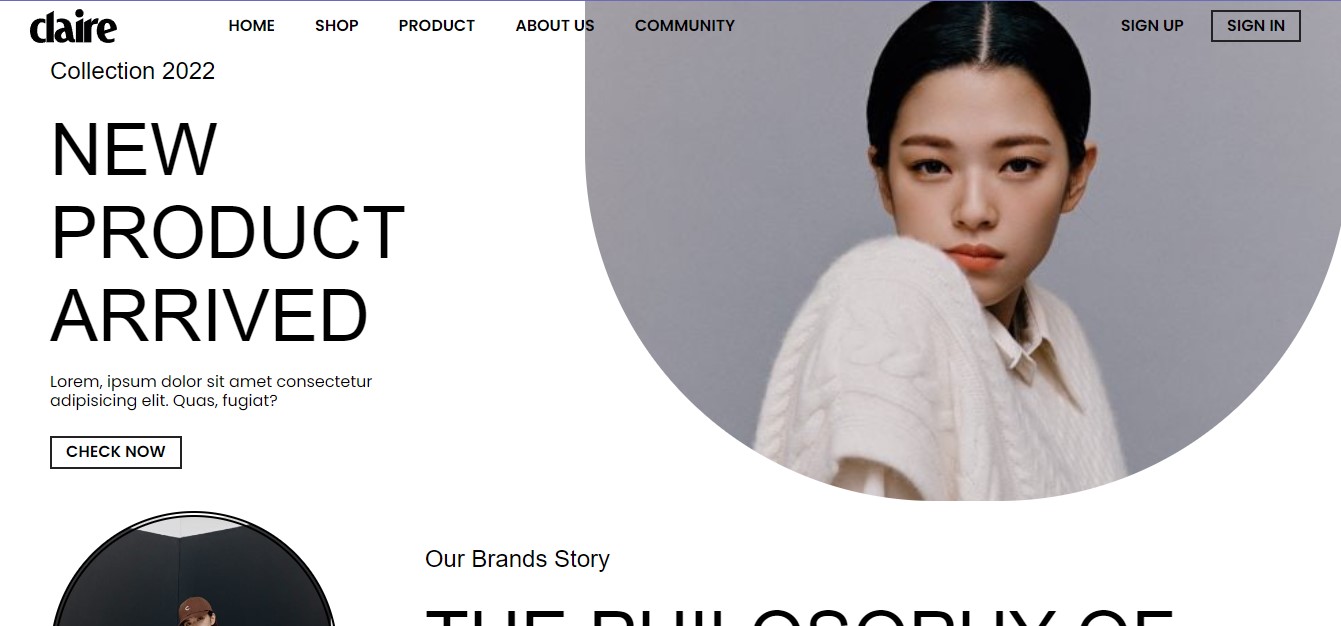 claire
HOME SHOP PRODUCT ABOUT US COMMUNITY SIGN UP SIGN IN
Collection 2022
NEW
PRODUCT
ARRIVED
Lorem, ipsum dolor sit amet consectetur
adipisicing elit. Quas, fugiat?
CHECK NOW
Our Brands Story
THE PHILOSOPHY OF